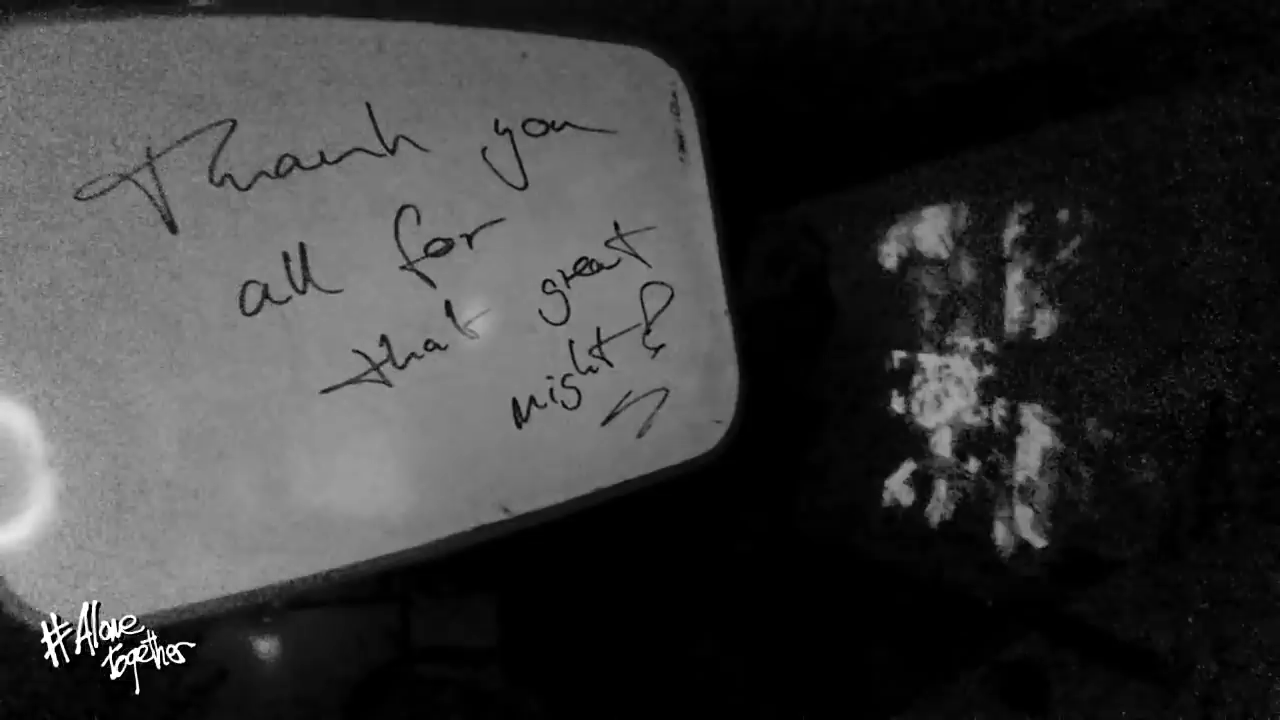 Thank you
all for
that great
night!
#Alone
together